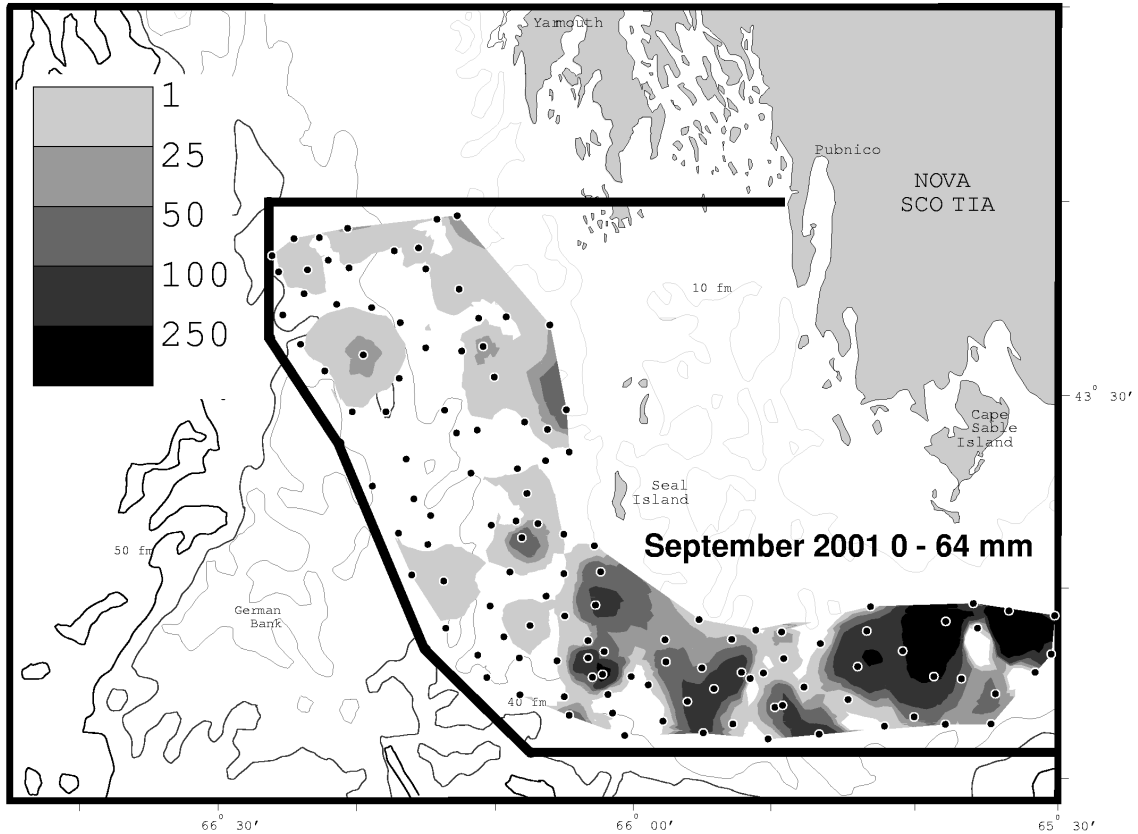 Yarmouth
1
25
50
100
250
Pubnico
NOVA
SCO TIA
10 fm
43° 30′
Cape
Sable
Island
Seal
Island
September 2001 0 - 64 mm
50 fm
German
Bank
40 fm
66° 30′
66° 00′
65° 30′